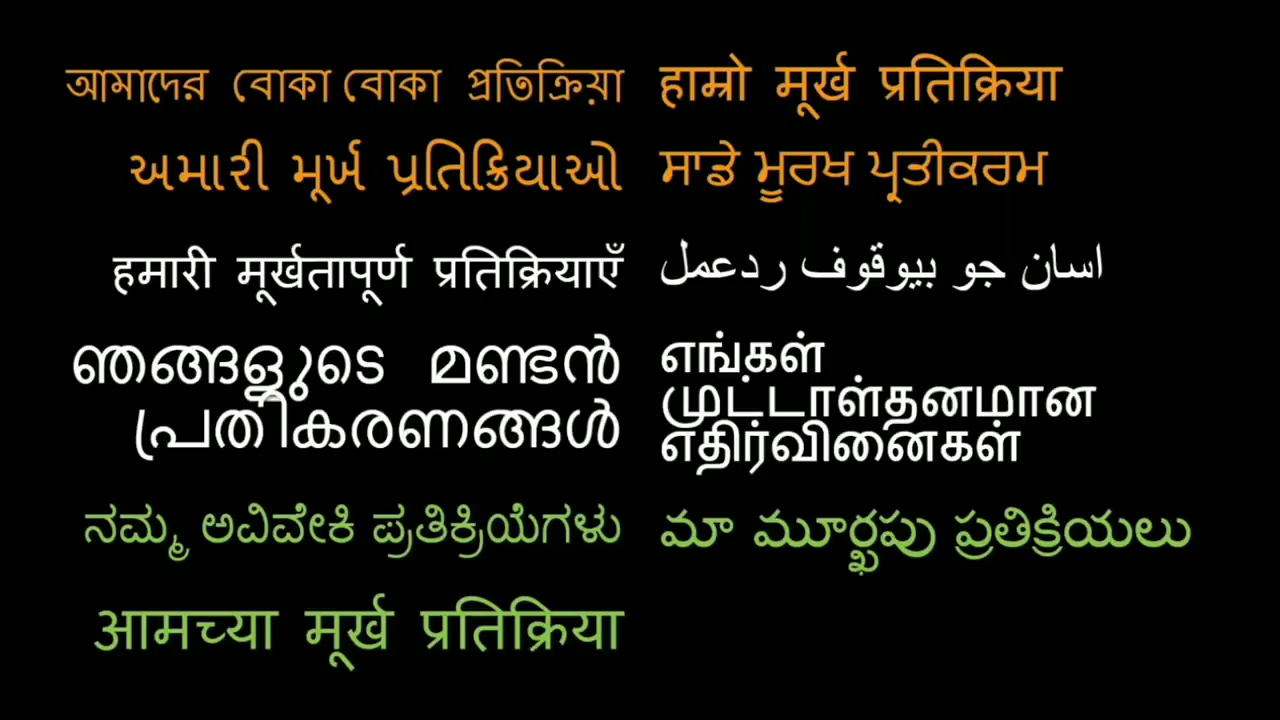 আমাদের বোকা বোকা প্রতিক্রিয়া
हाम्रो मूर्ख प्रतिक्रिया
અમારી મૂર્ખ પ્રતિક્રિયાઓ
ਸਾਡੇ ਮੂਰਖ ਪ੍ਰਤੀਕਰਮ
हमारी मूर्खतापूर्ण प्रतिक्रियाएँ
اسان جو بيوقوف ردعمل
ഞങ്ങളുടെ മണ്ടൻ
പ്രതികരണങ്ങൾ
எங்கள்
முட்டாள்தனமான
எதிர்வினைகள்
ನಮ್ಮ ಅವಿವೇಕಿ ಪ್ರತಿಕ್ರಿಯೆಗಳು
మా మూర్ఖపు ప్రతిక్రియలు
आमच्या मूर्ख प्रतिक्रिया